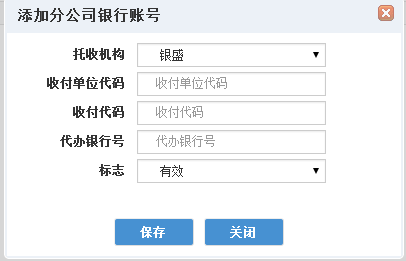 添加分公司银行账号
托收机构 银盛
收付单位代码 收付单位代码
收付代码 收付代码
代办银行号 代办银行号
标志 有效
保存 关闭